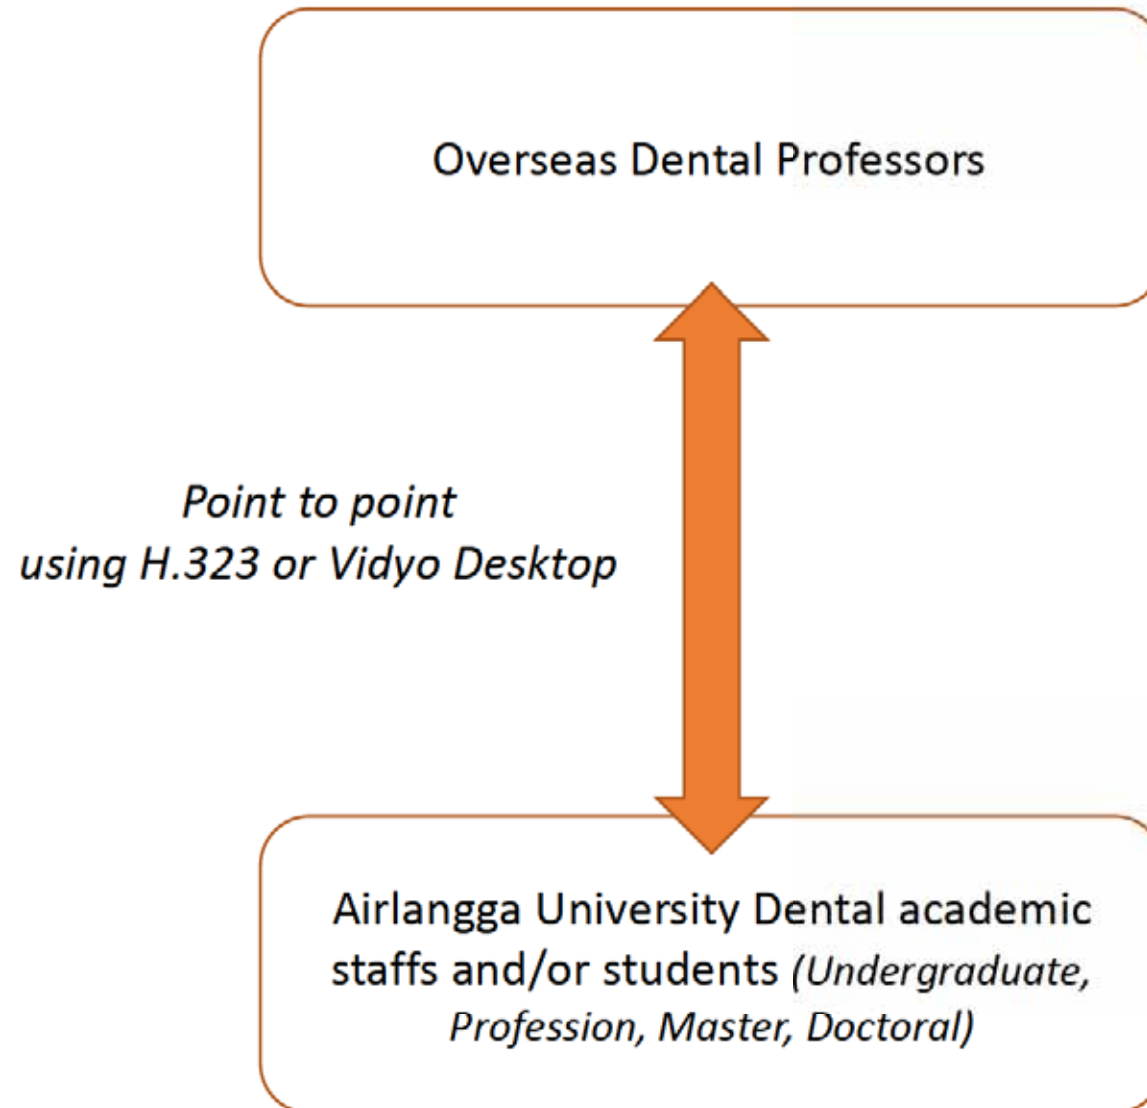 Overseas Dental Professors
Point to point
using H.323 or Vidyo Desktop
Airlangga University Dental academic
staffs and/or students (Undergraduate,
Profession, Master, Doctoral)